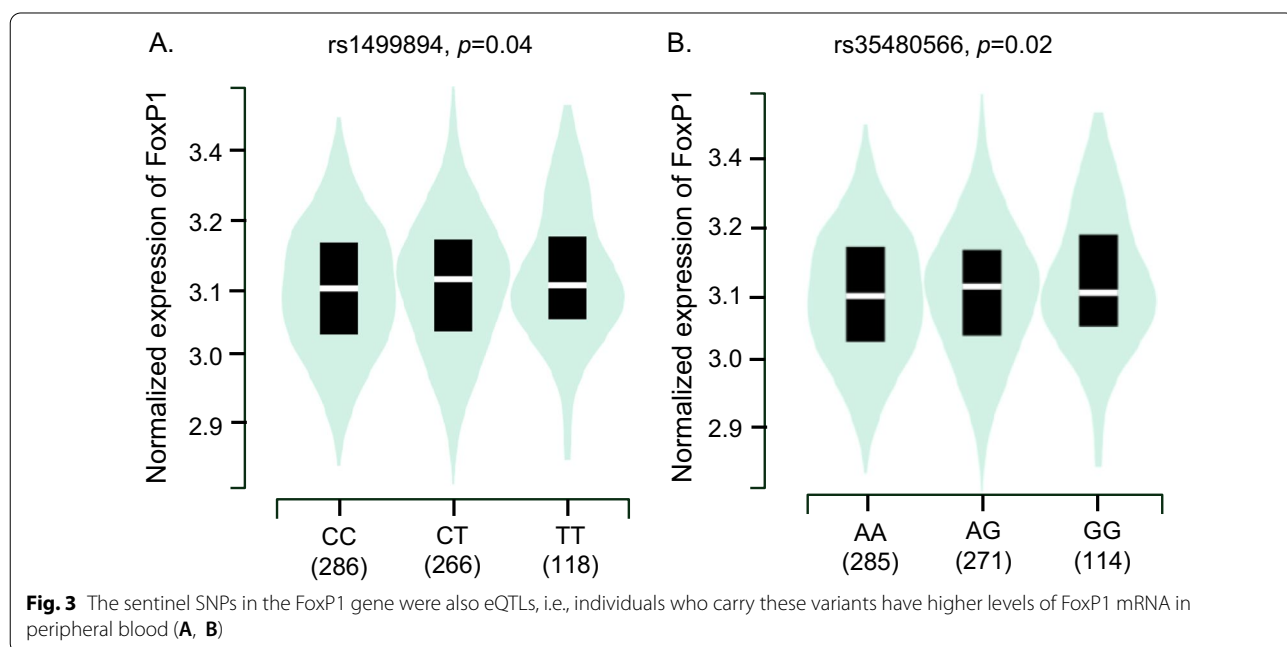 A.
rs1499894, p=0.04
Normalized expression of FoxP1
3.4
3.2
3.1
3.0
2.9
CC CT TT
(286) (266) (118)
B.
rs35480566, p=0.02
Normalized expression of FoxP1
3.4
3.2
3.1
3.0
2.9
AA AG GG
(285) (271) (114)
Fig. 3 The sentinel SNPs in the FoxP1 gene were also eQTLs, i.e., individuals who carry these variants have higher levels of FoxP1 mRNA in
peripheral blood (A, B)